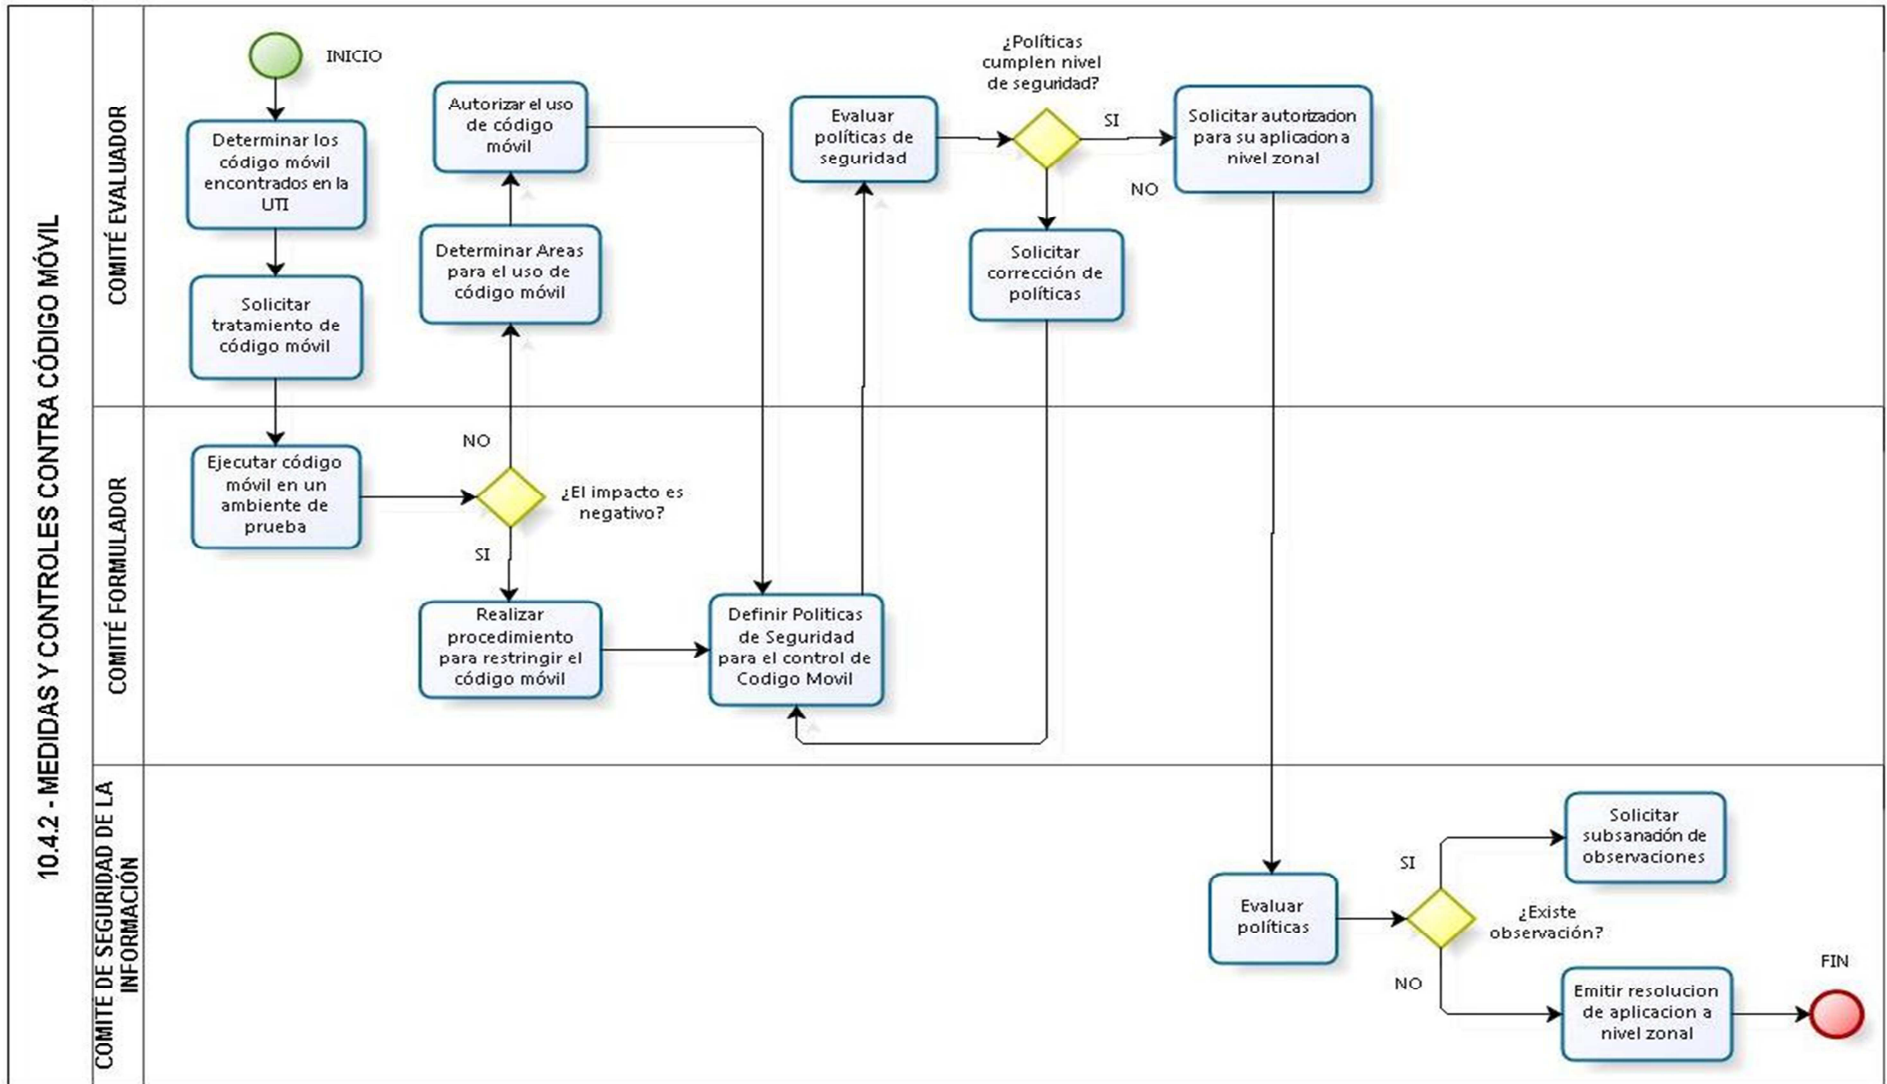 10.4.2 - MEDIDAS Y CONTROLES CONTRA CÓDIGO MÓVIL
COMITÉ EVALUADOR
INICIO
Determinar los
código móvil
encontrados en la
UTI
Solicitar
tratamiento de
código móvil
Autorizar el uso
de código
móvil
Determinar Areas
para el uso de
código móvil
Evaluar
políticas de
seguridad
¿Políticas
cumplen nivel
de seguridad?
SI
NO
Solicitar autorizacion
para su aplicacion a
nivel zonal
Solicitar
corrección de
políticas
COMITÉ FORMULADOR
Ejecutar código
móvil en un
ambiente de
prueba
NO
¿El impacto es
negativo?
SI
Realizar
procedimiento
para restringir el
código móvil
Definir Politicas
de Seguridad
para el control de
Codigo Movil
COMITÉ DE SEGURIDAD DE LA
INFORMACIÓN
Evaluar
políticas
SI
¿Existe
observación?
NO
Solicitar
subsanación de
observaciones
Emitir resolucion
de aplicacion a
nivel zonal
FIN